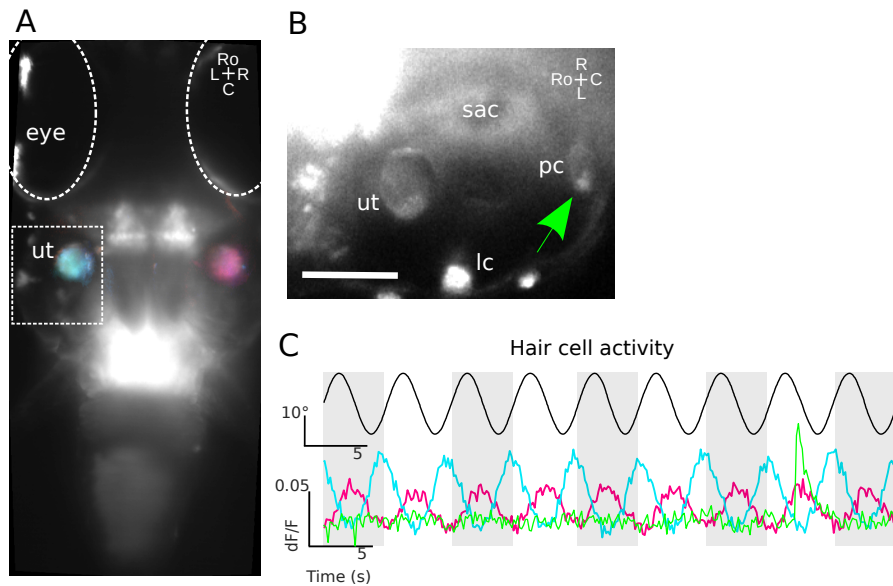 A
Ro
L R
C
eye
ut
B
R
Ro C
L
sac
pc
ut
lc
C
Hair cell activity
10°
5
0.05
dF/F
5
Time (s)